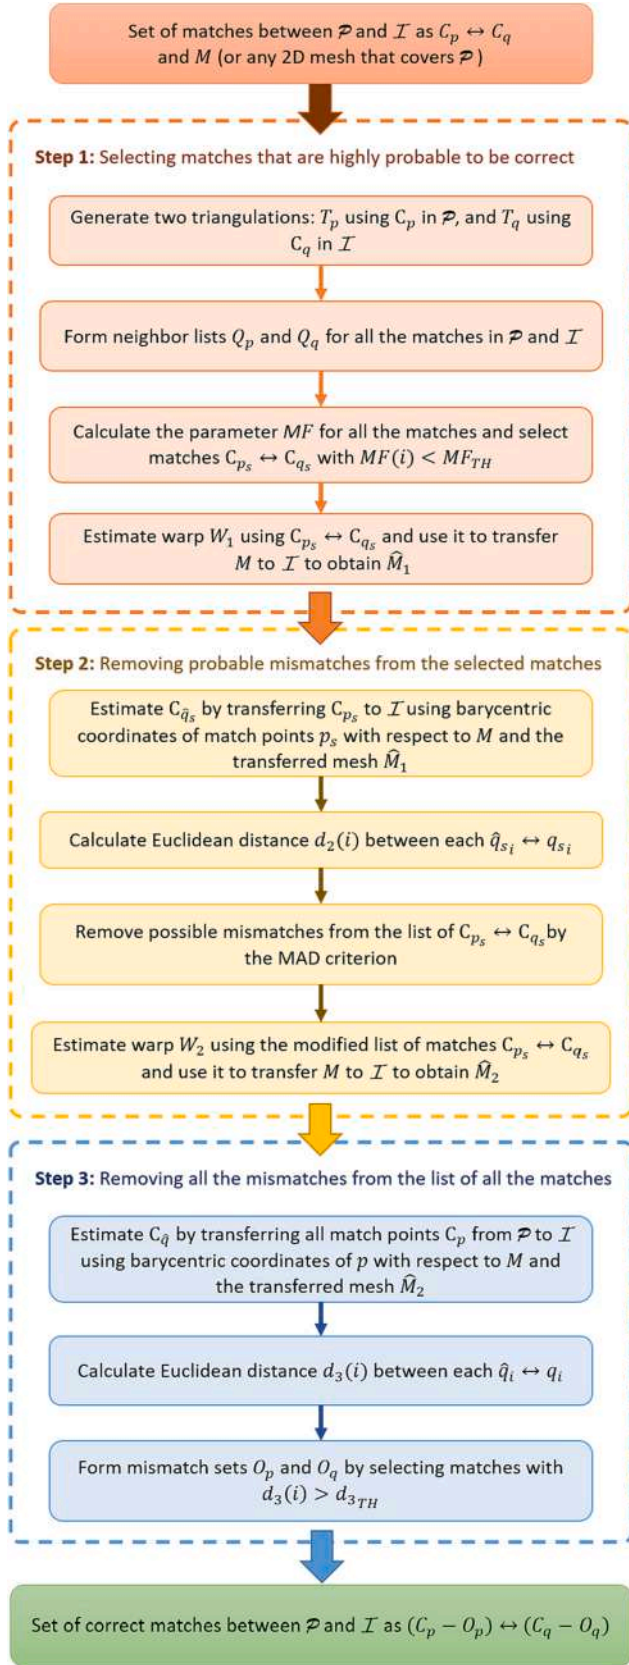 Set of matches between 𝓟 and ℐ as C_p ↔ C_q
and M (or any 2D mesh that covers 𝓟)
Step 1: Selecting matches that are highly probable to be correct
Generate two triangulations: T_p using C_p in 𝓟, and T_q using
C_q in ℐ
Form neighbor lists Q_p and Q_q for all the matches in 𝓟 and ℐ
Calculate the parameter MF for all the matches and select
matches C_{p_s} ↔ C_{q_s} with MF(i) < MF_{TH}
Estimate warp W_1 using C_{p_s} ↔ C_{q_s} and use it to transfer
M to ℐ to obtain M̂_1
Step 2: Removing probable mismatches from the selected matches
Estimate C_{q̂_s} by transferring C_{p_s} to ℐ using barycentric
coordinates of match points p_s with respect to M and the
transferred mesh M̂_1
Calculate Euclidean distance d_2(i) between each q̂_{s_i} ↔ q_{s_i}
Remove possible mismatches from the list of C_{p_s} ↔ C_{q_s} by
the MAD criterion
Estimate warp W_2 using the modified list of matches C_{p_s} ↔ C_{q_s}
and use it to transfer M to ℐ to obtain M̂_2
Step 3: Removing all the mismatches from the list of all the matches
Estimate C_{q̂} by transferring all match points C_p from 𝓟 to ℐ
using barycentric coordinates of p with respect to M and
the transferred mesh M̂_2
Calculate Euclidean distance d_3(i) between each q̂_i ↔ q_i
Form mismatch sets O_p and O_q by selecting matches with
d_3(i) > d_{3_{TH}}
Set of correct matches between 𝓟 and ℐ as (C_p − O_p) ↔ (C_q − O_q)